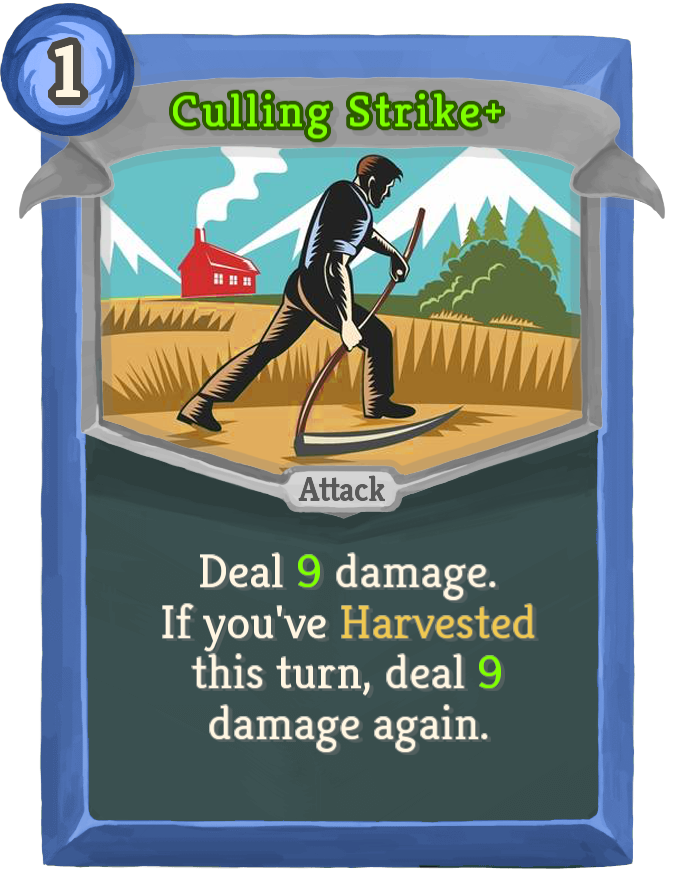 1
Culling Strike+
Attack
Deal 9 damage.
If you've Harvested
this turn, deal 9
damage again.